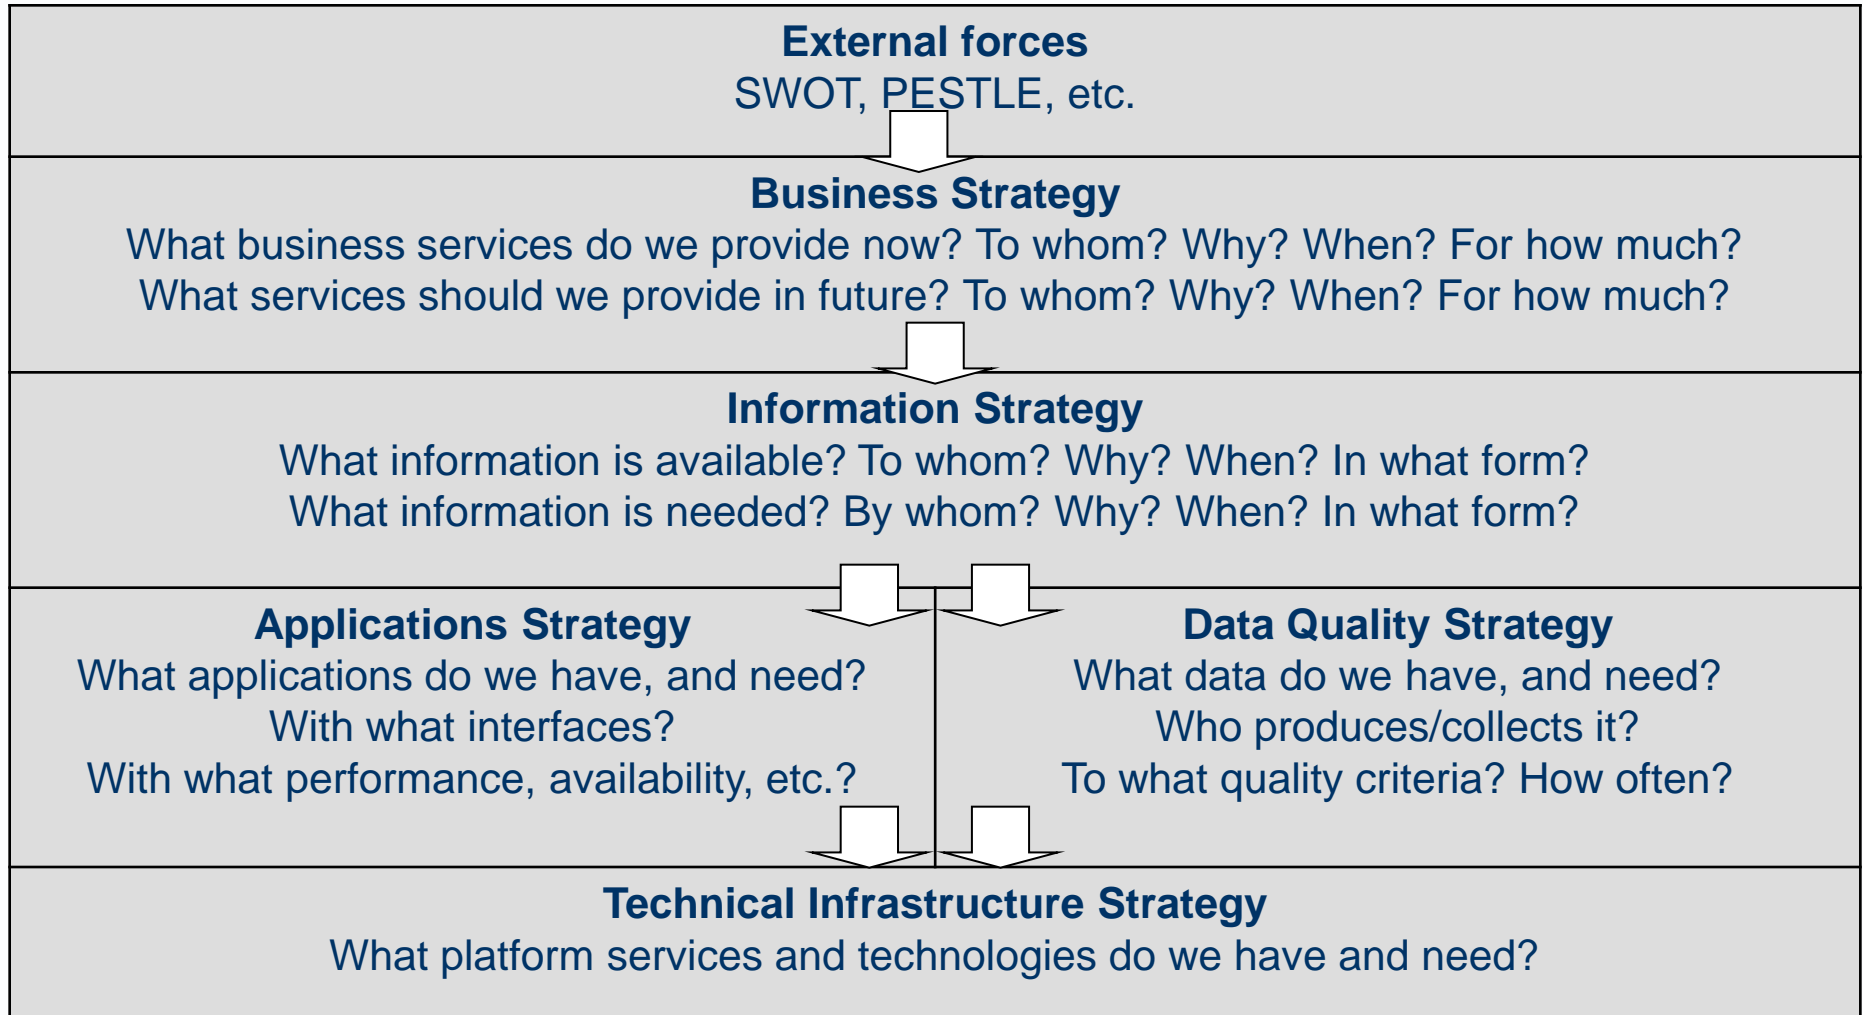 External forces
SWOT, PESTLE, etc.
Business Strategy
What business services do we provide now? To whom? Why? When? For how much?
What services should we provide in future? To whom? Why? When? For how much?
Information Strategy
What information is available? To whom? Why? When? In what form?
What information is needed? By whom? Why? When? In what form?
Applications Strategy
What applications do we have, and need?
With what interfaces?
With what performance, availability, etc.?
Data Quality Strategy
What data do we have, and need?
Who produces/collects it?
To what quality criteria? How often?
Technical Infrastructure Strategy
What platform services and technologies do we have and need?